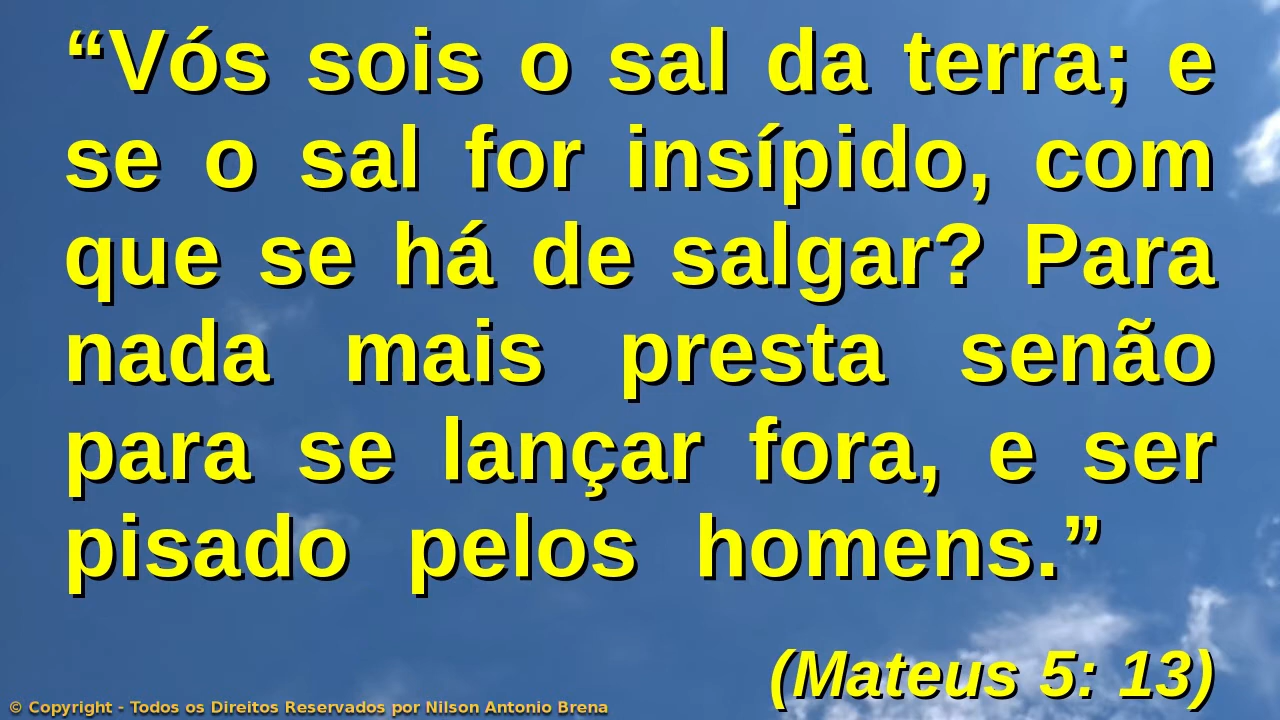 “Vós sois o sal da terra; e
se o sal for insípido, com
que se há de salgar? Para
nada mais presta senão
para se lançar fora, e ser
pisado pelos homens.”
(Mateus 5: 13)
© Copyright - Todos os Direitos Reservados por Nilson Antonio Brena